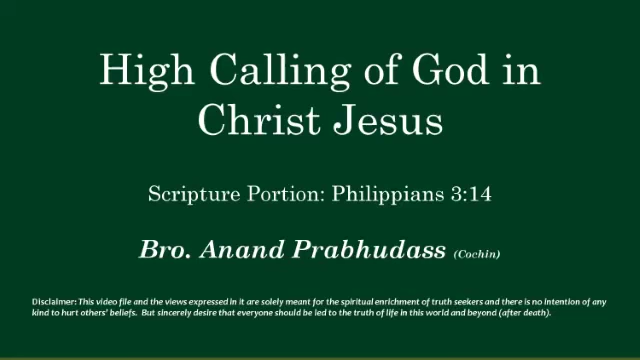 High Calling of God in
Christ Jesus
Scripture Portion: Philippians 3:14
Bro. Anand Prabhudass (Cochin)
Disclaimer: This video file and the views expressed in it are solely meant for the spiritual enrichment of truth seekers and there is no intention of any
kind to hurt others' beliefs. But sincerely desire that everyone should be led to the truth of life in this world and beyond (after death).